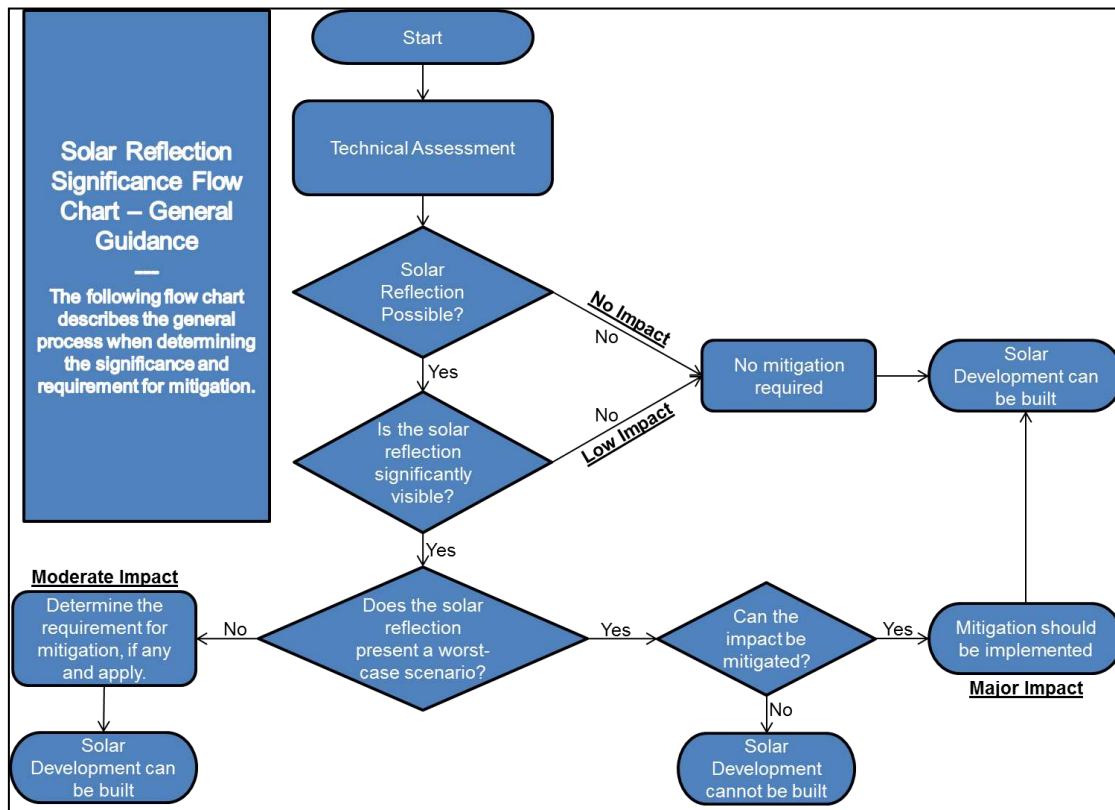 Solar Reflection
Significance Flow
Chart – General
Guidance
—
The following flow chart
describes the general
process when determining
the significance and
requirement for mitigation.
Start
Technical Assessment
Solar
Reflection
Possible?
No Impact
No
Yes
No mitigation
required
Solar
Development can
be built
Is the solar
reflection
significantly
visible?
No
Low Impact
Yes
Moderate Impact
Determine the
requirement for
mitigation, if any
and apply.
No
Does the solar
reflection
present a worst-
case scenario?
Yes
Can the
impact be
mitigated?
Yes
Mitigation should
be implemented
Major Impact
No
Solar
Development can
be built
Solar
Development
cannot be built